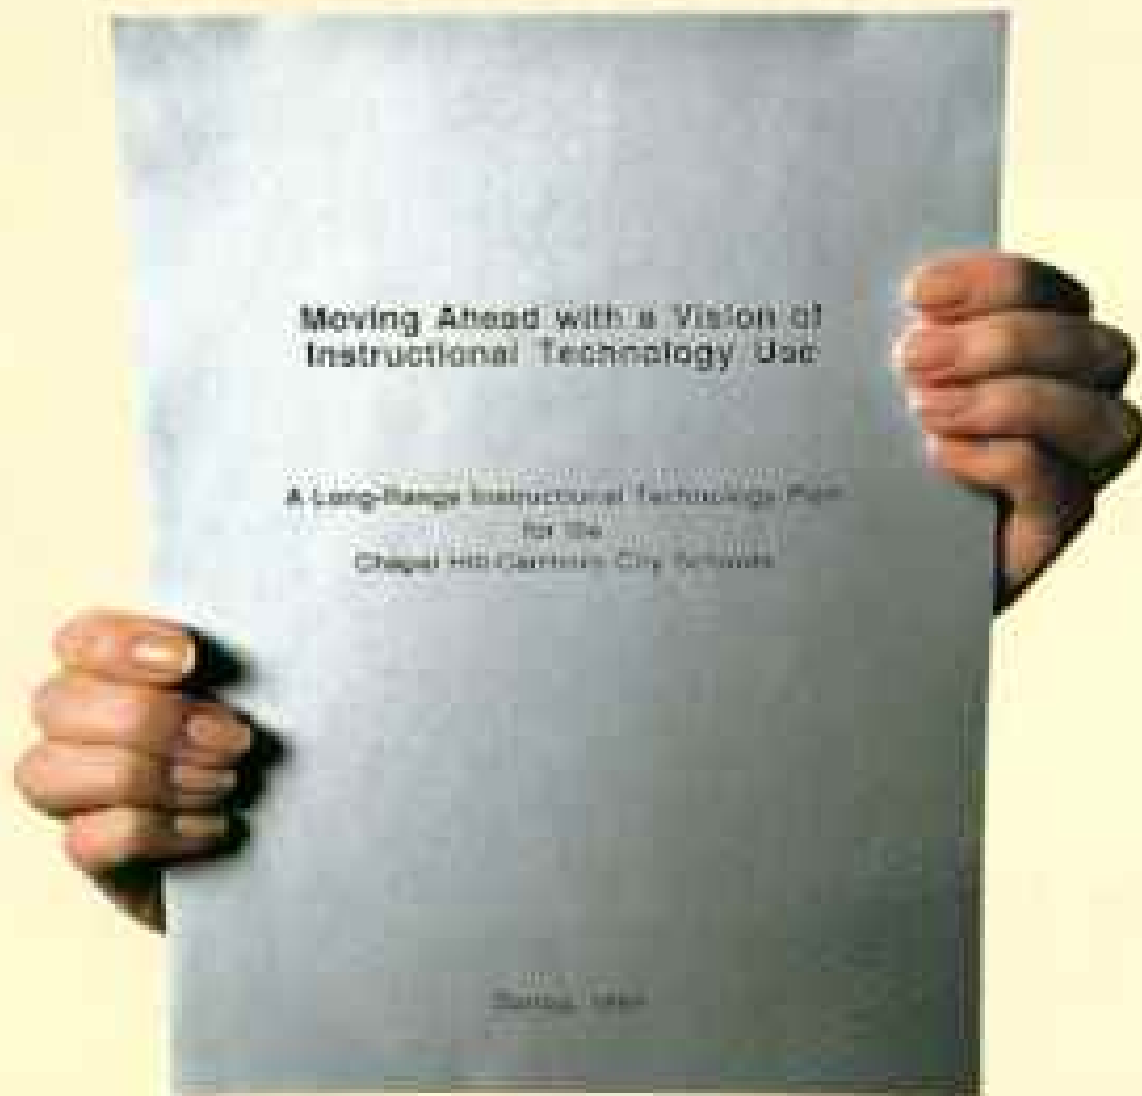 Moving Ahead with a Vision of
Instructional Technology Use
A Long-Range Instructional Technology Plan
for the
Chapel Hill-Carrboro City Schools